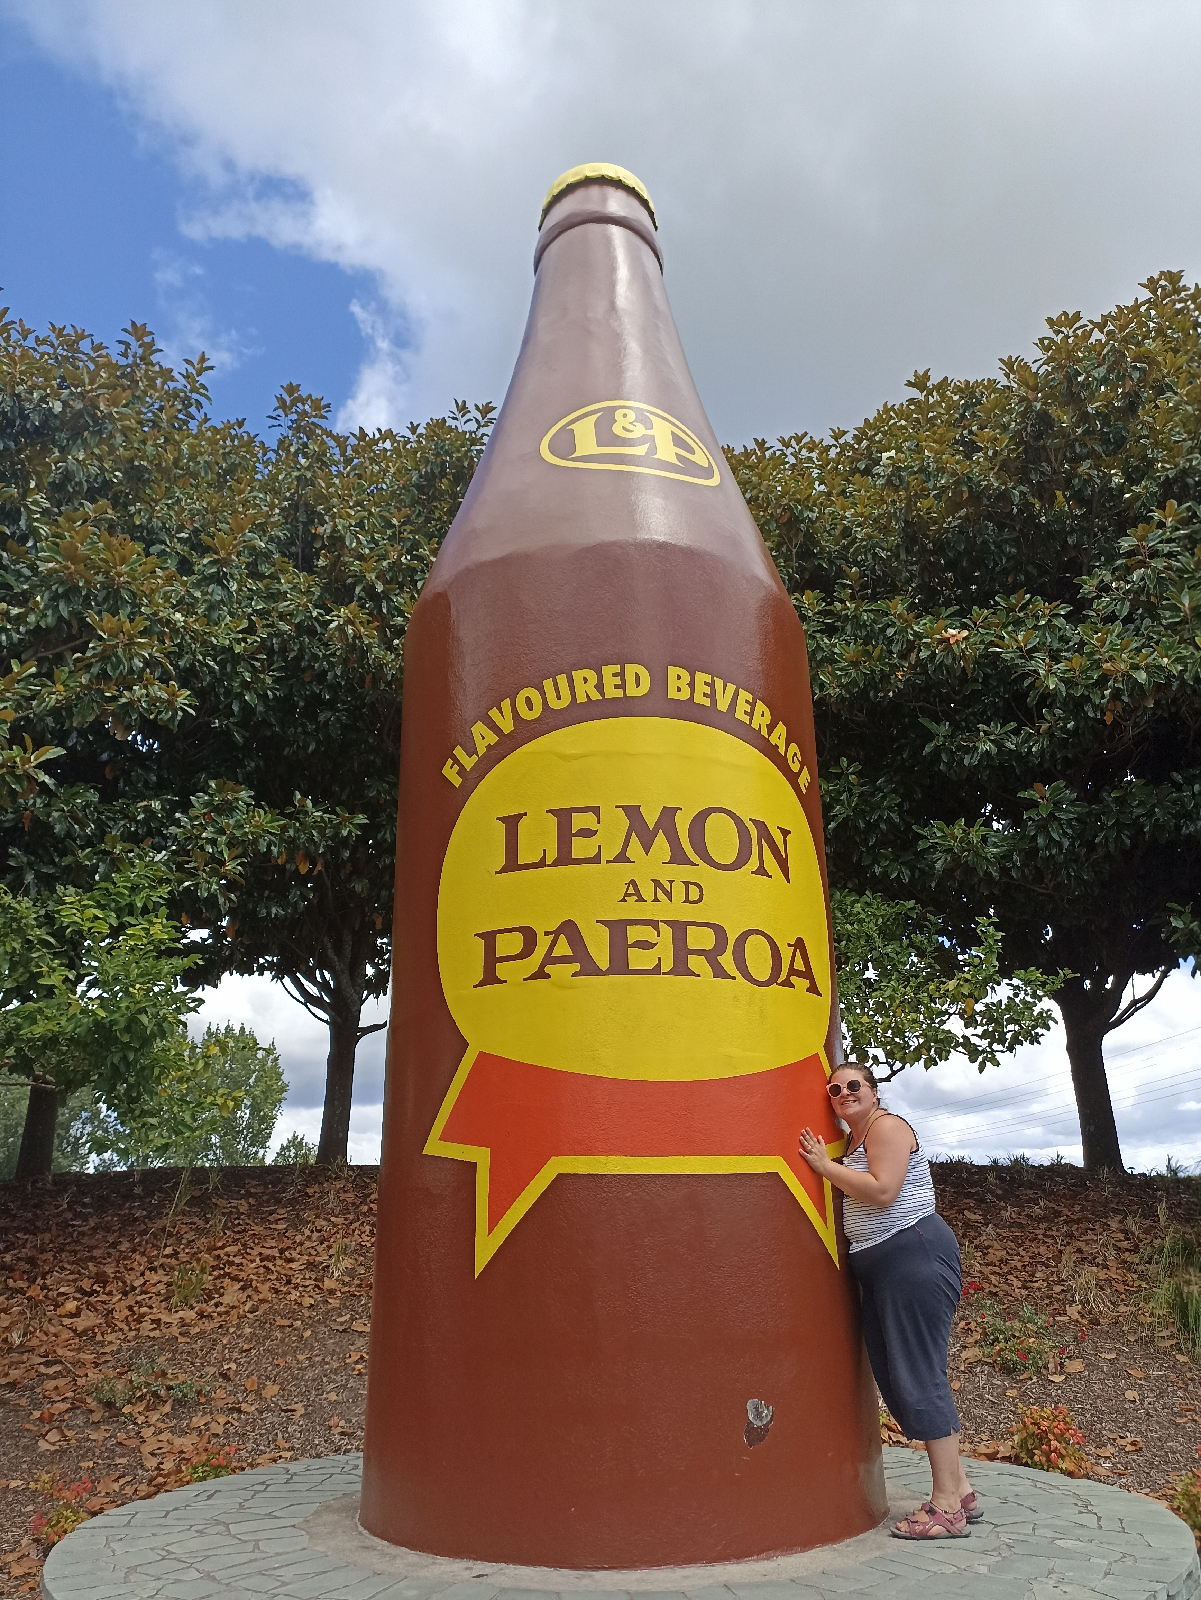 L&P
FLAVOURED BEVERAGE
LEMON
AND
PAEROA